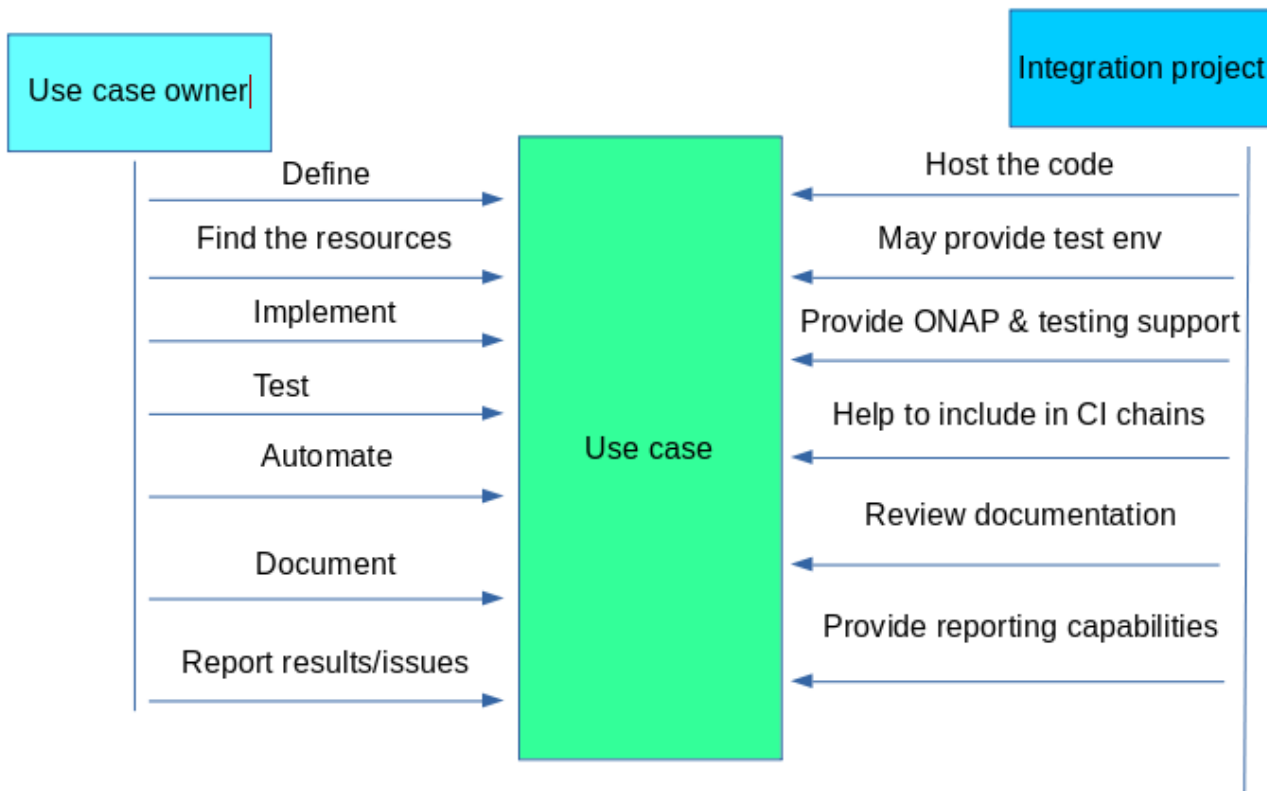 Use case owner
Integration project
Define
Find the resources
Implement
Test
Automate
Document
Report results/issues
Use case
Host the code
May provide test env
Provide ONAP & testing support
Help to include in CI chains
Review documentation
Provide reporting capabilities